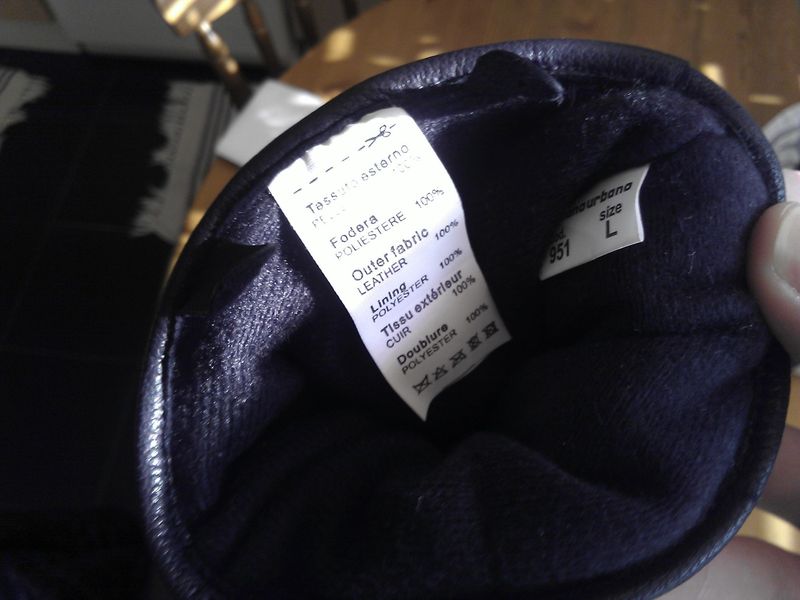 Tessuto esterno
100%
Fodera
POLIESTERE 100%
Outer fabric
LEATHER 100%
Lining
POLYESTER 100%
Tissu extérieur
CUIR 100%
Doublure
POLYESTER 100%
size
951 L